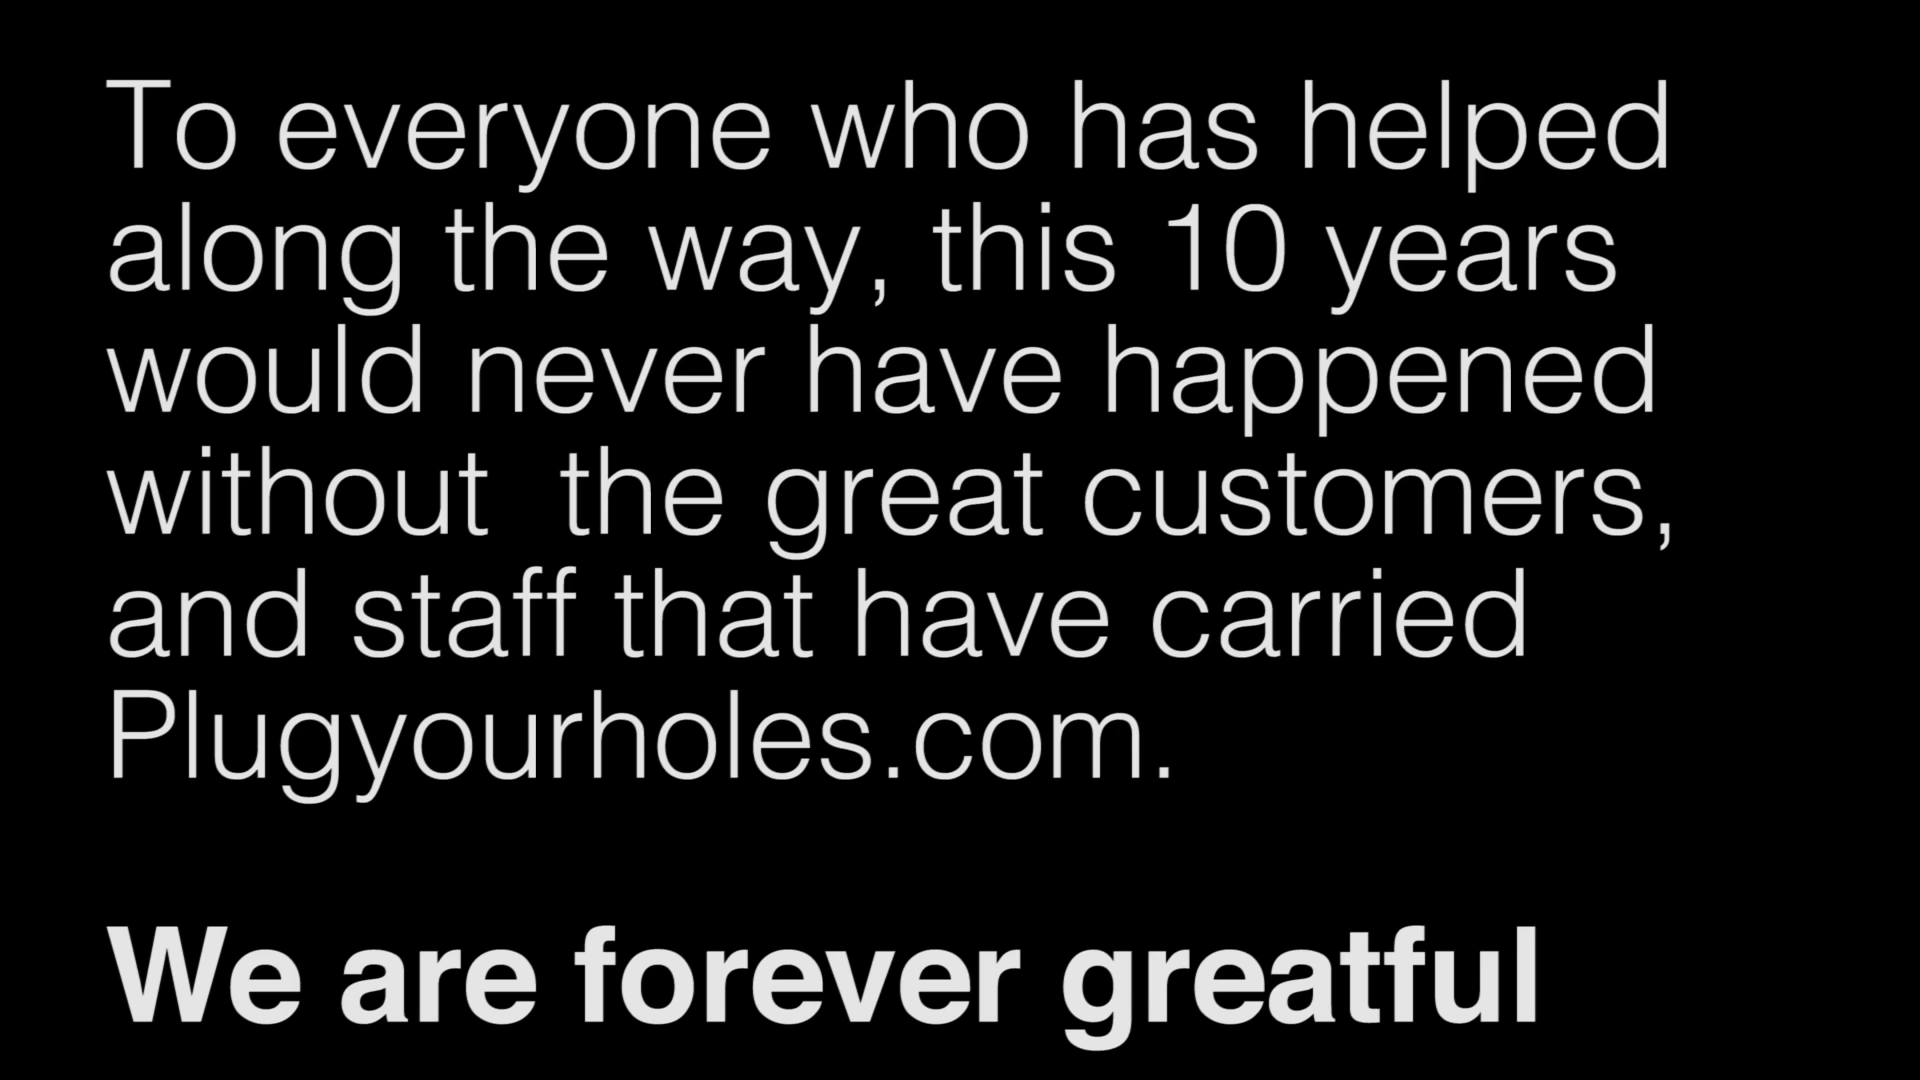 To everyone who has helped
along the way, this 10 years
would never have happened
without  the great customers,
and staff that have carried
Plugyourholes.com.
We are forever greatful